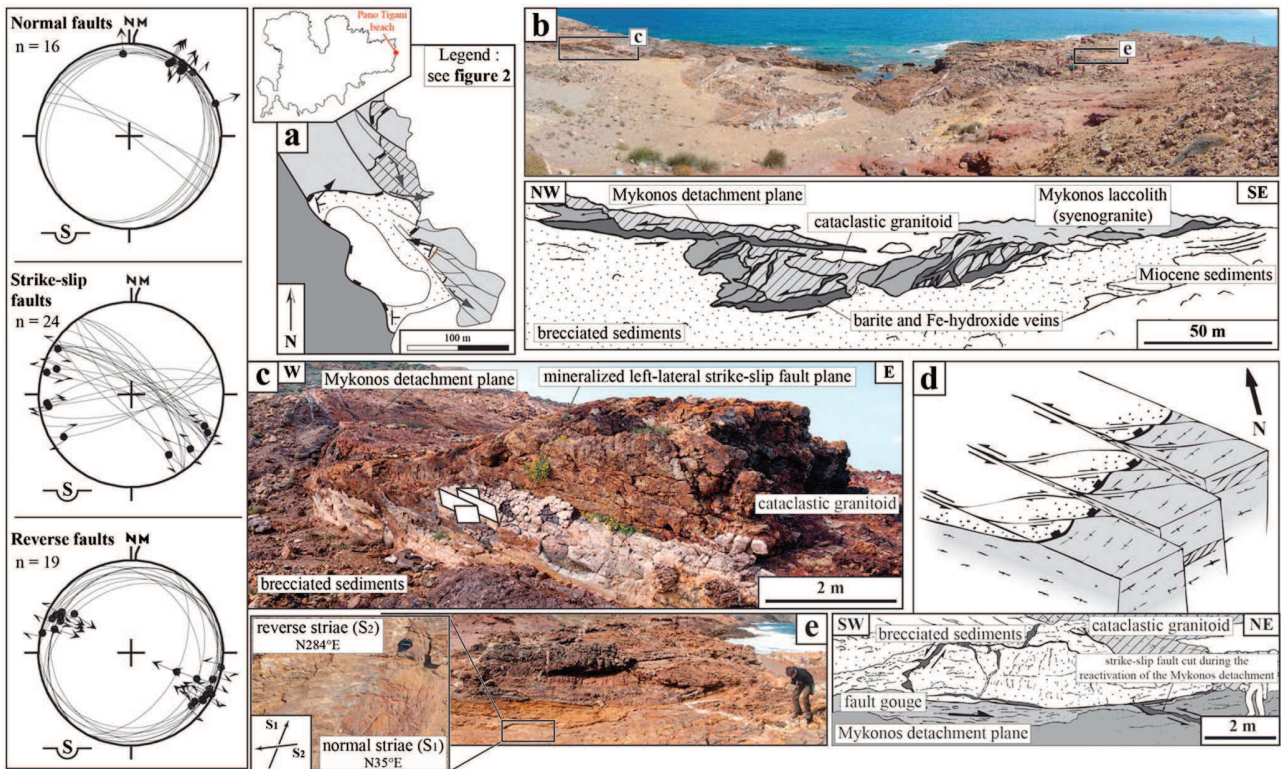 Normal faults
n = 16
N M
S
Strike-slip
faults
n = 24
N M
S
Reverse faults
n = 19
N M
S
Pano Tigani
beach
Legend :
see figure 2
a
N
100 m
b
c
e
NW
SE
Mykonos detachment plane
cataclastic granitoid
Mykonos laccolith
(syenogranite)
Miocene sediments
barite and Fe-hydroxide veins
brecciated sediments
50 m
c
W
E
Mykonos detachment plane
mineralized left-lateral strike-slip fault plane
cataclastic granitoid
brecciated sediments
2 m
d
N
reverse striae (S2)
N284°E
S1
S2
normal striae (S1)
N35°E
e
SW
NE
brecciated sediments
cataclastic granitoid
strike-slip fault cut during the
reactivation of the Mykonos detachment
fault gouge
Mykonos detachment plane
2 m